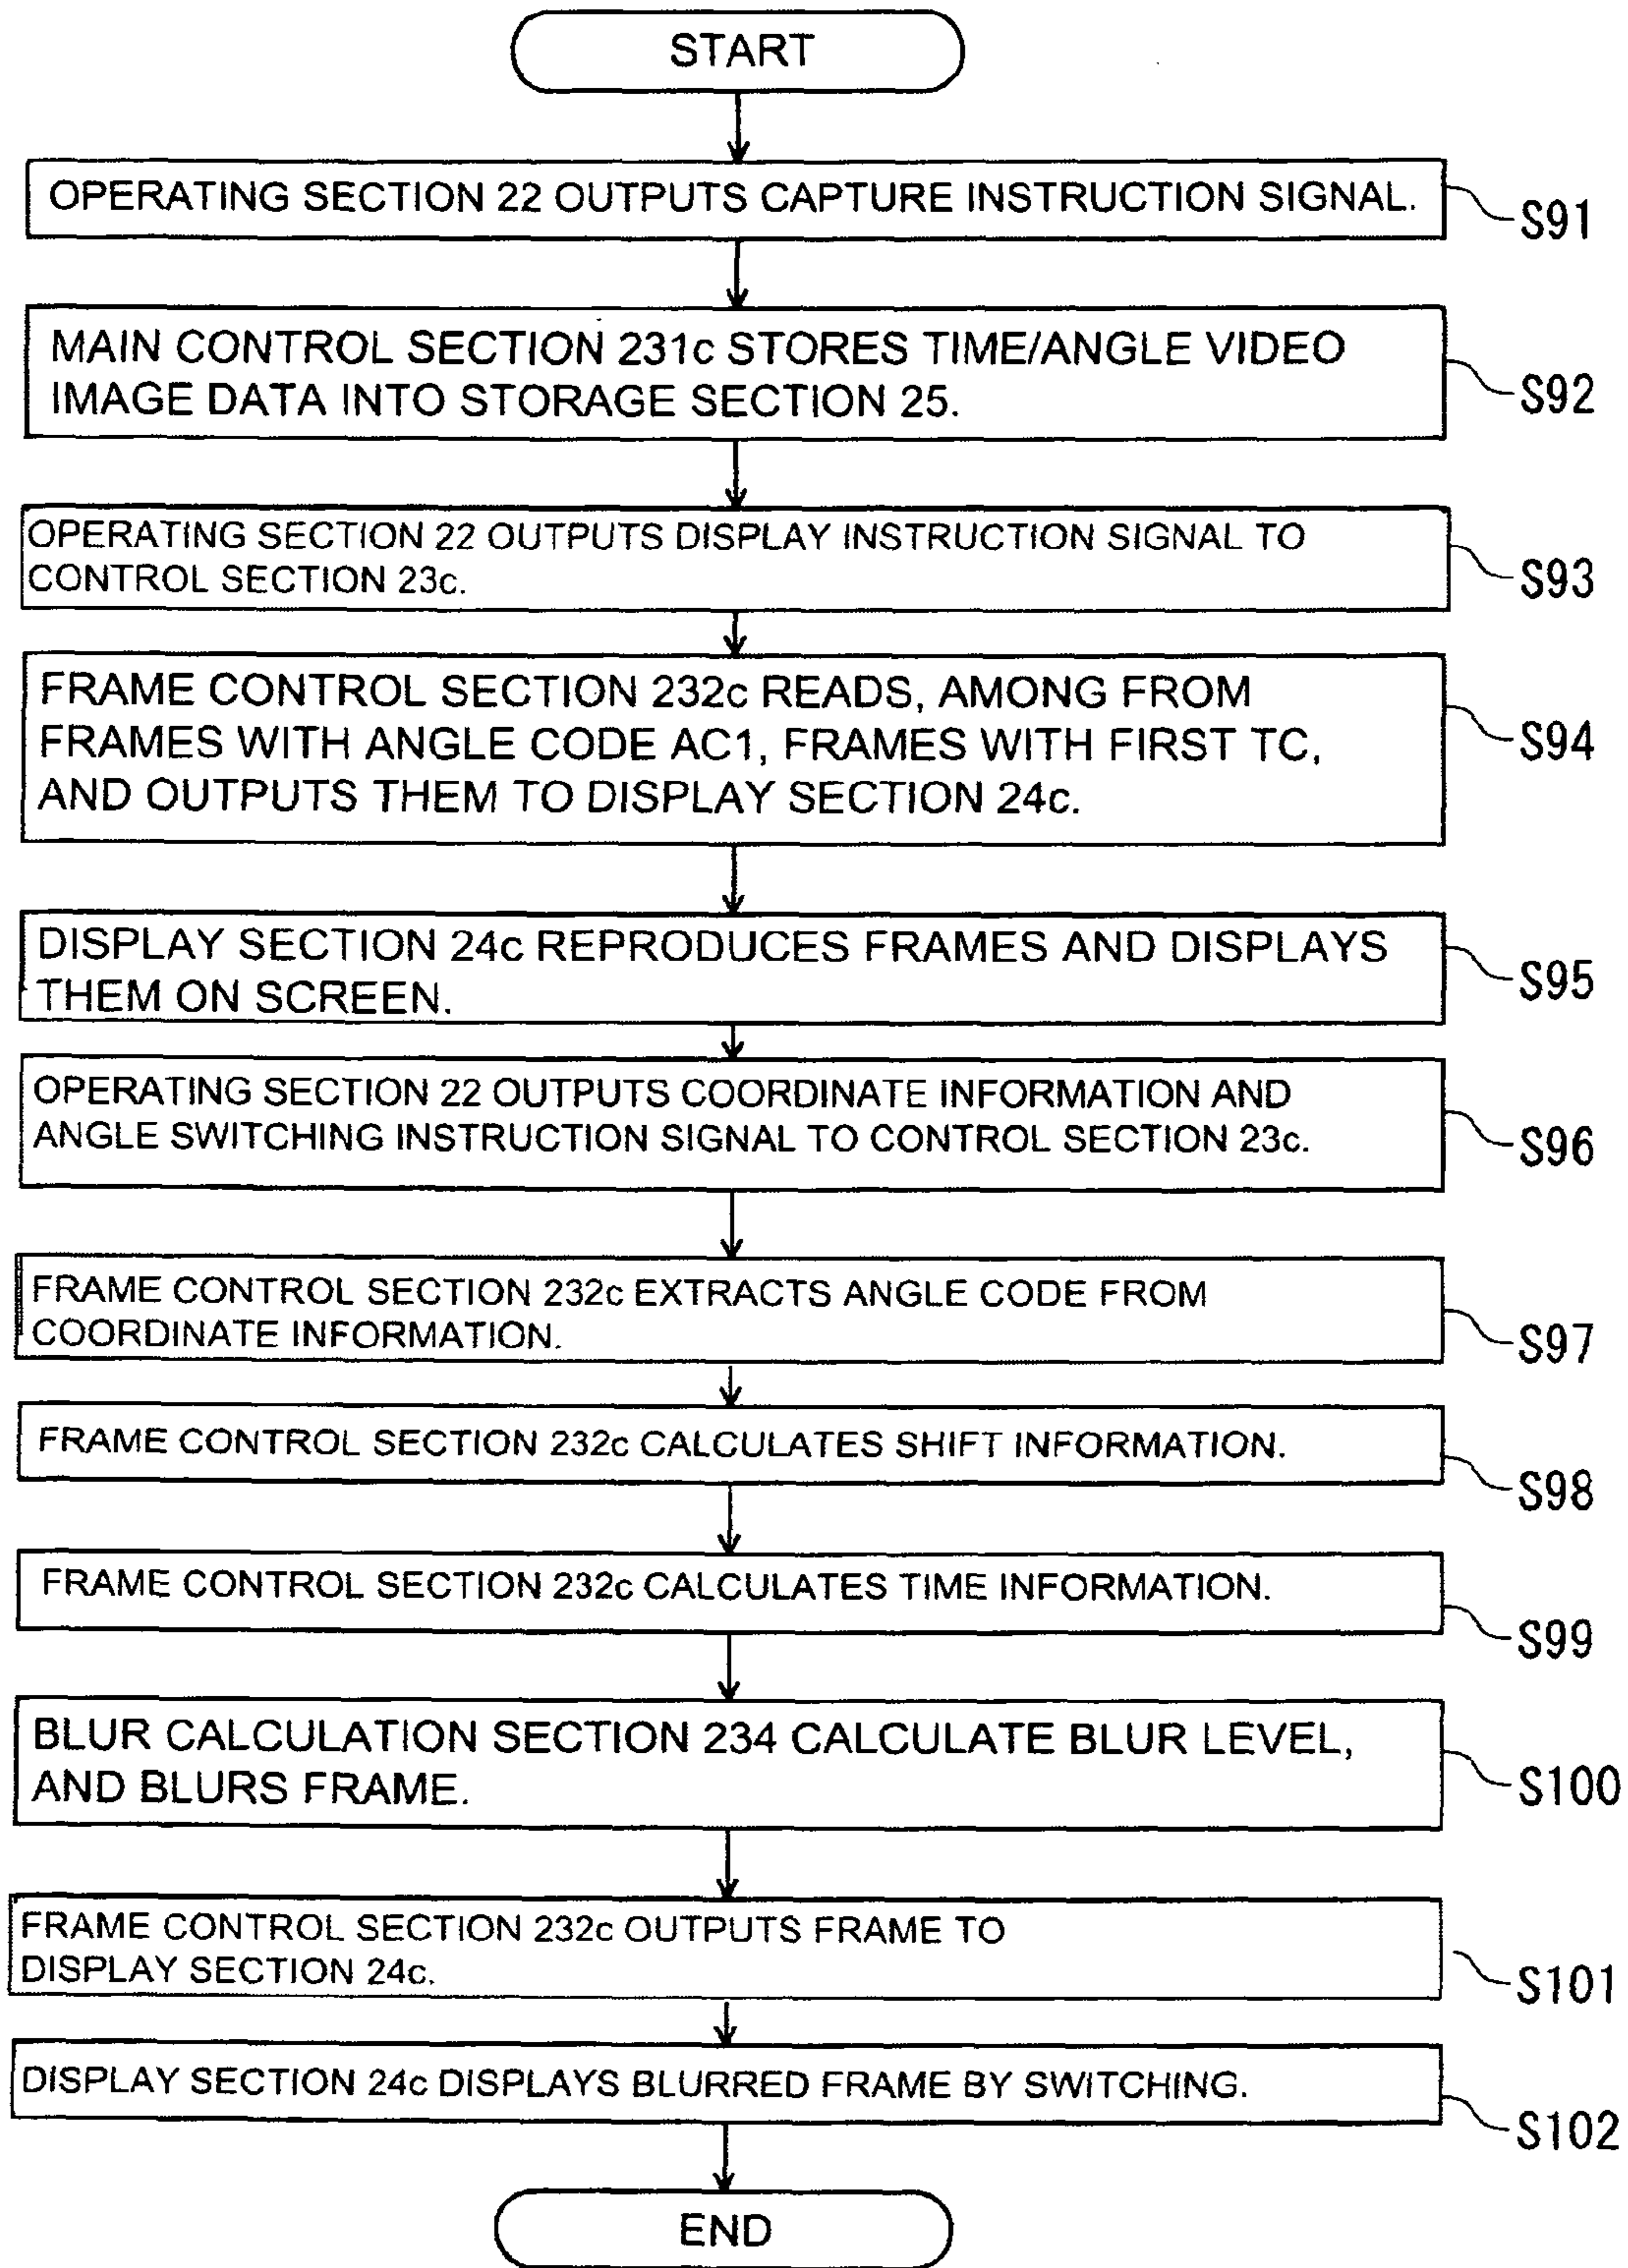 START
OPERATING SECTION 22 OUTPUTS CAPTURE INSTRUCTION SIGNAL.
S91
MAIN CONTROL SECTION 231c STORES TIME/ANGLE VIDEO
IMAGE DATA INTO STORAGE SECTION 25.
S92
OPERATING SECTION 22 OUTPUTS DISPLAY INSTRUCTION SIGNAL TO
CONTROL SECTION 23c.
S93
FRAME CONTROL SECTION 232c READS, AMONG FROM
FRAMES WITH ANGLE CODE AC1, FRAMES WITH FIRST TC,
AND OUTPUTS THEM TO DISPLAY SECTION 24c.
S94
DISPLAY SECTION 24c REPRODUCES FRAMES AND DISPLAYS
THEM ON SCREEN.
S95
OPERATING SECTION 22 OUTPUTS COORDINATE INFORMATION AND
ANGLE SWITCHING INSTRUCTION SIGNAL TO CONTROL SECTION 23c.
S96
FRAME CONTROL SECTION 232c EXTRACTS ANGLE CODE FROM
COORDINATE INFORMATION.
S97
FRAME CONTROL SECTION 232c CALCULATES SHIFT INFORMATION.
S98
FRAME CONTROL SECTION 232c CALCULATES TIME INFORMATION.
S99
BLUR CALCULATION SECTION 234 CALCULATE BLUR LEVEL,
AND BLURS FRAME.
S100
FRAME CONTROL SECTION 232c OUTPUTS FRAME TO
DISPLAY SECTION 24c.
S101
DISPLAY SECTION 24c DISPLAYS BLURRED FRAME BY SWITCHING.
S102
END